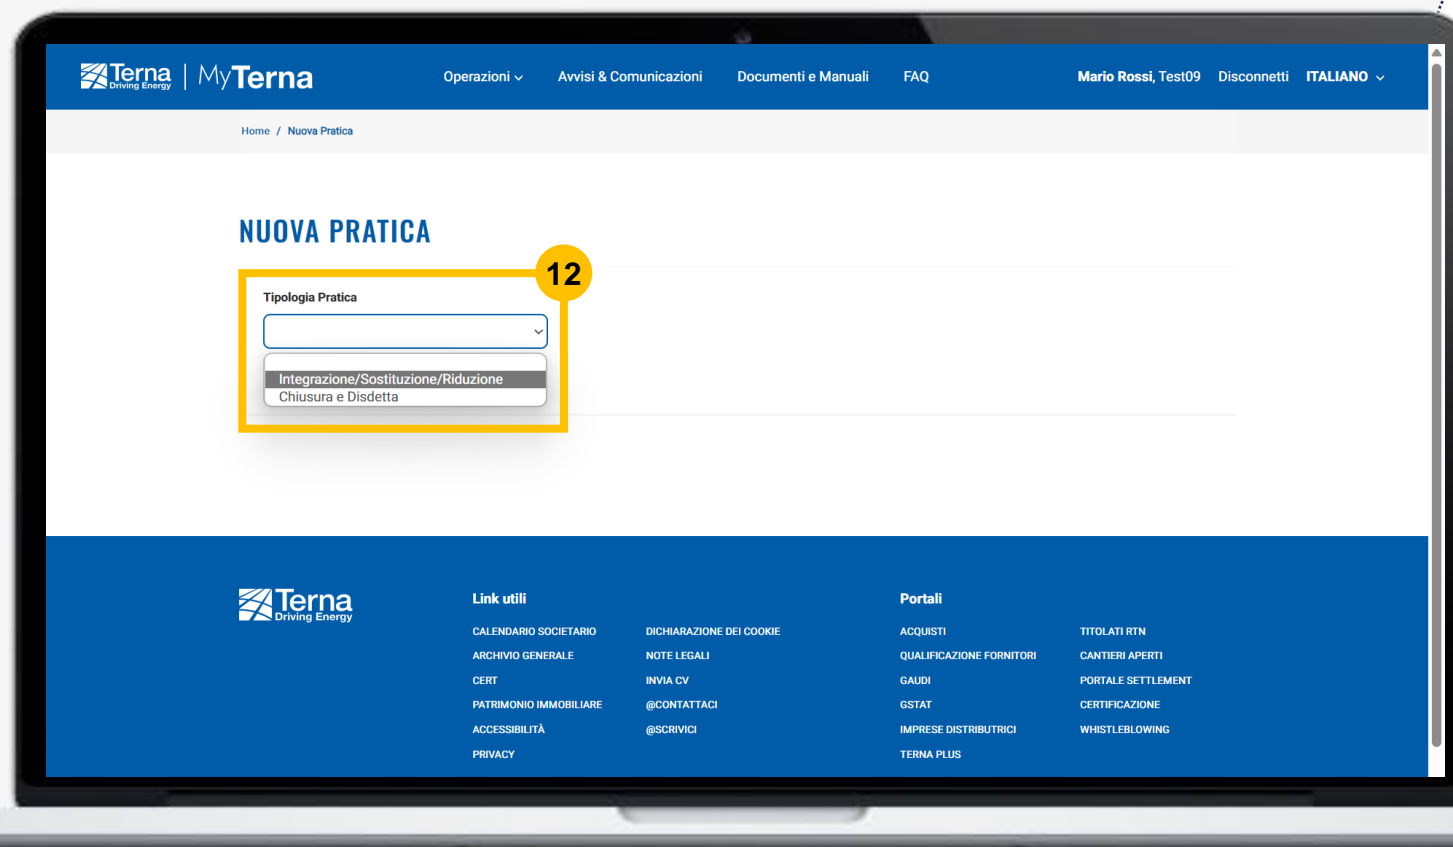 Terna
Driving Energy
MyTerna
Operazioni
Avvisi & Comunicazioni
Documenti e Manuali
FAQ
Mario Rossi, Test09
Disconnetti
ITALIANO
Home / Nuova Pratica
NUOVA PRATICA
12
Tipologia Pratica
Integrazione/Sostituzione/Riduzione
Chiusura e Disdetta
Terna
Driving Energy
Link utili
CALENDARIO SOCIETARIO
ARCHIVIO GENERALE
CERT
PATRIMONIO IMMOBILIARE
ACCESSIBILITÀ
PRIVACY
DICHIARAZIONE DEI COOKIE
NOTE LEGALI
INVIA CV
@CONTATTACI
@SCRIVICI
Portali
ACQUISTI
QUALIFICAZIONE FORNITORI
GAUDI
GSTAT
IMPRESE DISTRIBUTRICI
TERNA PLUS
TITOLATI RTN
CANTIERI APERTI
PORTALE SETTLEMENT
CERTIFICAZIONE
WHISTLEBLOWING